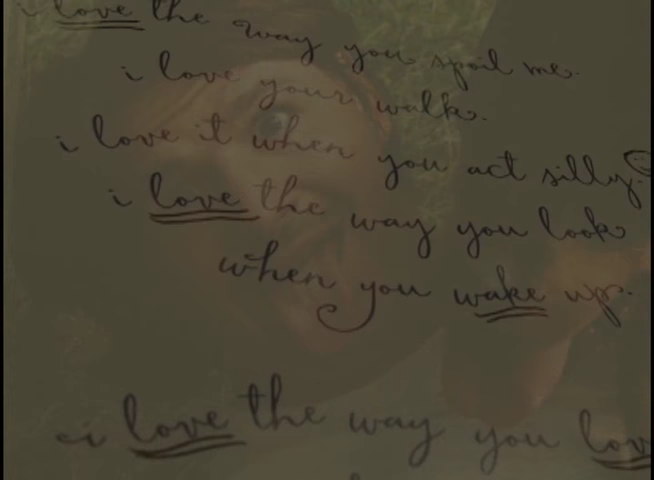 i love the way you spoil me.
i love your walk.
i love it when you act silly.
i love the way you look
when you wake up.
i love the way you lov